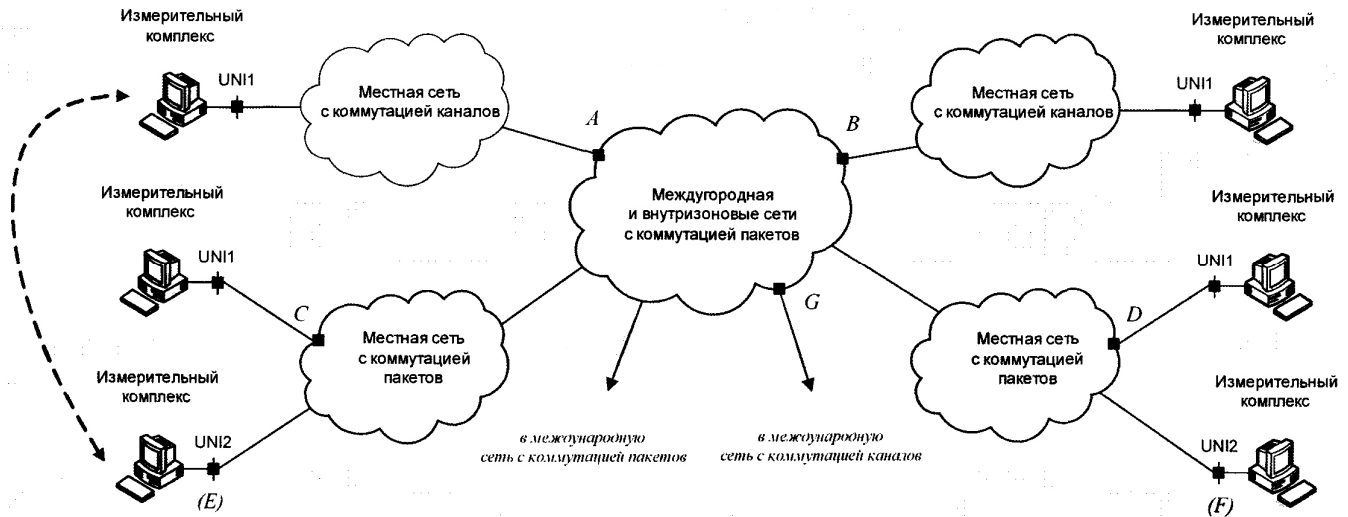 Измерительный
комплекс
UNI1
Местная сеть
с коммутацией каналов
A
Измерительный
комплекс
UNI1
C
Местная сеть
с коммутацией
пакетов
Измерительный
комплекс
UNI2
(E)
Междугородная
и внутризоновые сети
с коммутацией пакетов
B
G
в международную
сеть с коммутацией пакетов
в международную
сеть с коммутацией каналов
Местная сеть
с коммутацией каналов
Измерительный
комплекс
UNI1
Измерительный
комплекс
UNI1
D
Местная сеть
с коммутацией
пакетов
Измерительный
комплекс
UNI2
(F)